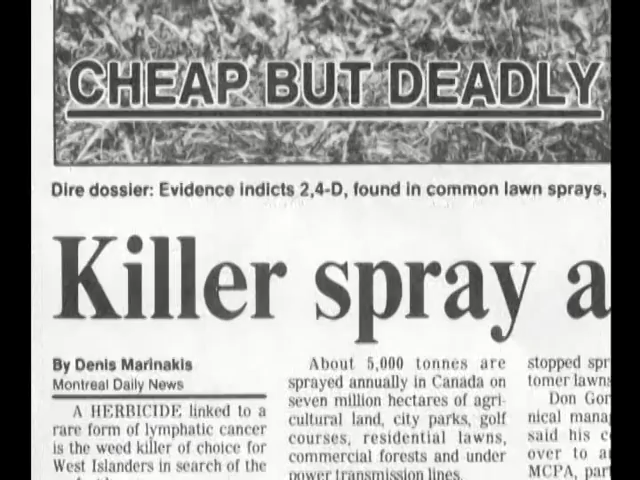 CHEAP BUT DEADLY
Dire dossier: Evidence indicts 2,4-D, found in common lawn sprays,
Killer spray a
By Denis Marinakis
Montreal Daily News
A HERBICIDE linked to a
rare form of lymphatic cancer
is the weed killer of choice for
West Islanders in search of the
About 5,000 tonnes are
sprayed annually in Canada on
seven million hectares of agri-
cultural land, city parks, golf
courses, residential lawns,
commercial forests and under
power transmission lines.
stopped spr
tomer lawns
Don Gor
nical mana
said his c
over to a
MCPA, par